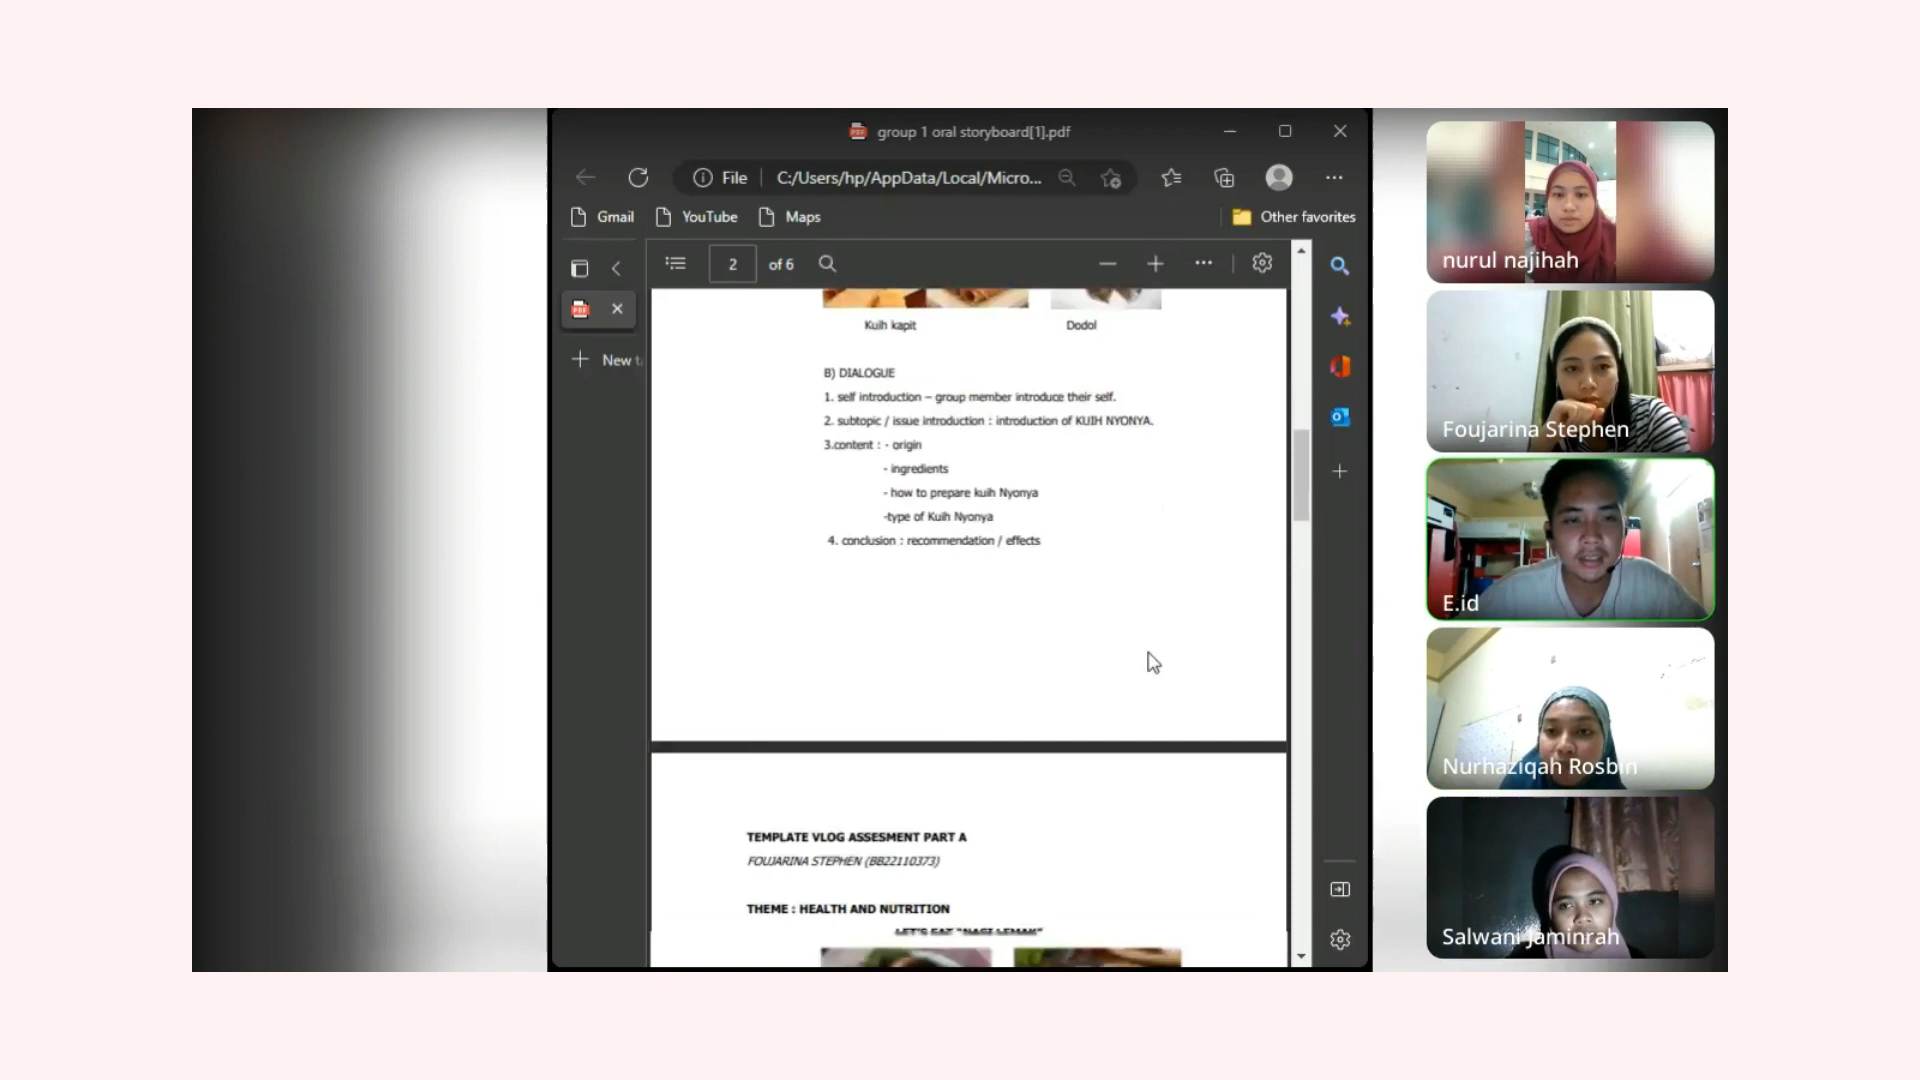 group 1 oral storyboard[1].pdf
File
C:/Users/hp/AppData/Local/Micro...
Gmail
YouTube
Maps
Other favorites
2
of 6
New
Kuih kapit
Dodol
B) DIALOGUE
1. self introduction – group member introduce their self.
2. subtopic / issue introduction : introduction of KUIH NYONYA.
3.content : - origin
- ingredients
- how to prepare kuih Nyonya
-type of Kuih Nyonya
4. conclusion : recommendation / effects
TEMPLATE VLOG ASSESMENT PART A
FOUJARINA STEPHEN (BB22110373)
THEME : HEALTH AND NUTRITION
LET'S EAT "NASI LEMAK"
nurul najihah
Foujarina Stephen
E.id
Nurhaziqah Rosbin
Salwani Jaminrah